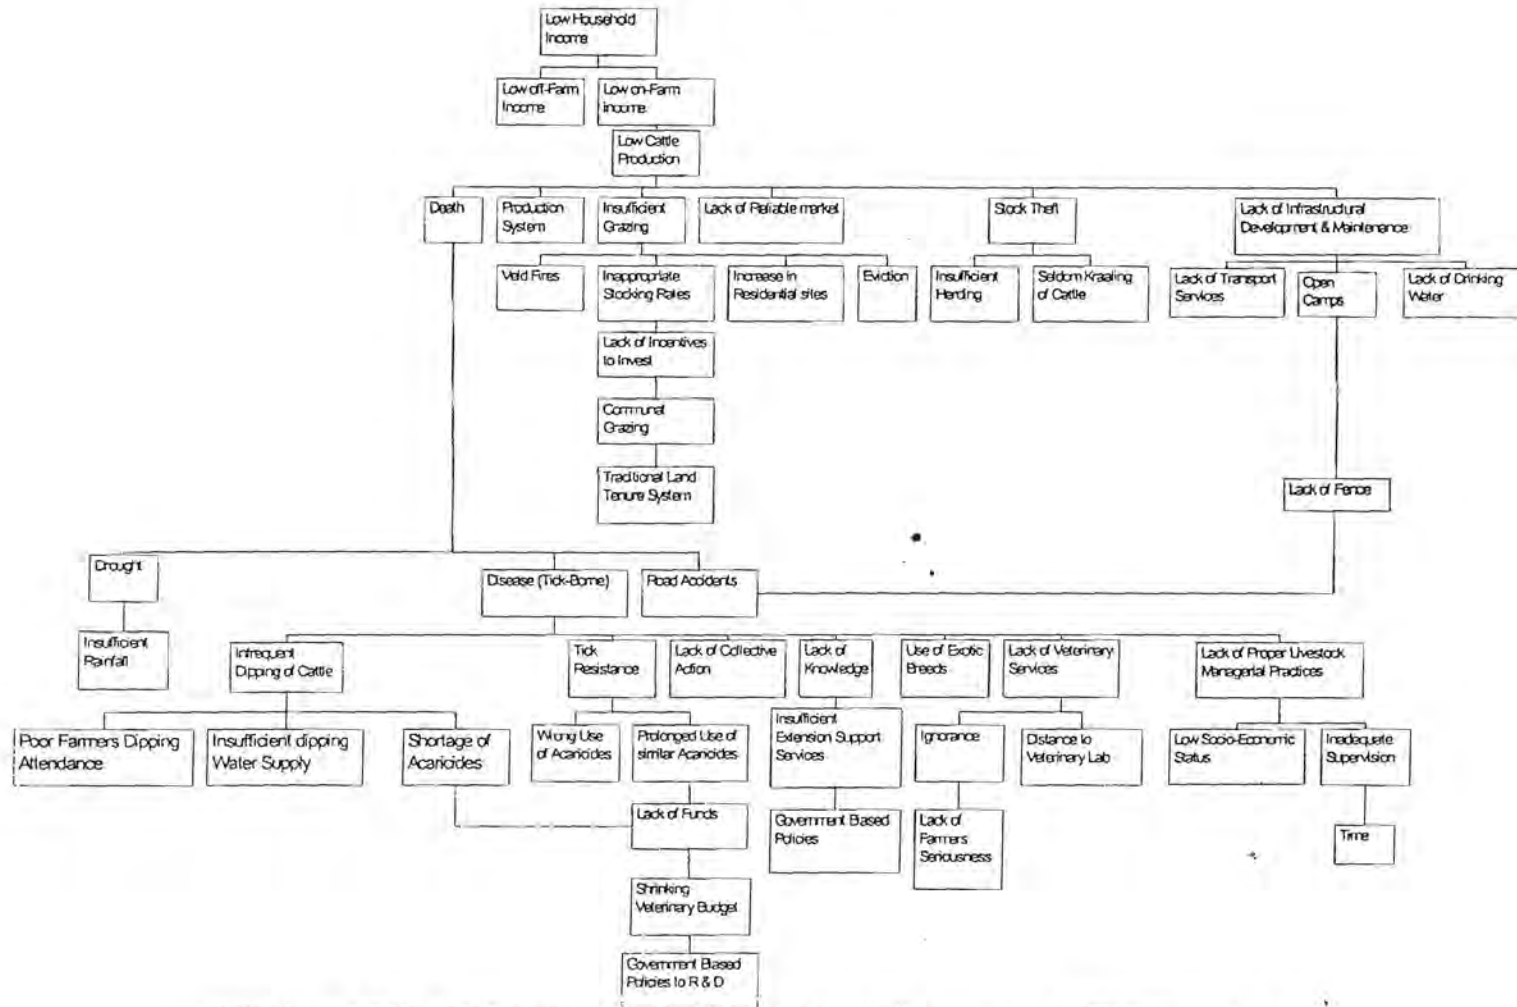 Low Household
Income
Low off-Farm
Income
Low on-Farm
income
Low Cattle
Production
Death
Production
System
Insufficient
Grazing
Lack of Reliable market
Stock Theft
Lack of Infrastructural
Development & Maintenance
Veld Fires
Inappropriate
Stocking Rates
Increase in
Residential sites
Eviction
Insufficient
Herding
Seldom Kraaling
of Cattle
Lack of Transport
Services
Open
Camps
Lack of Drinking
Water
Lack of Incentives
to Invest
Communal
Grazing
Traditional Land
Tenure System
Lack of Fence
Drought
Disease (Tick-Borne)
Road Accidents
Insufficient
Rainfall
Infrequent
Dipping of Cattle
Tick
Resistance
Lack of Collective
Action
Lack of
Knowledge
Use of Exotic
Breeds
Lack of Veterinary
Services
Lack of Proper Livestock
Managerial Practices
Poor Farmers Dipping
Attendance
Insufficient dipping
Water Supply
Shortage of
Acaricides
Wrong Use
of Acaricides
Prolonged Use of
similar Acaricides
Insufficient
Extension Support
Services
Ignorance
Distance to
Veterinary Lab
Low Socio-Economic
Status
Inadequate
Supervision
Lack of Funds
Government Biased
Policies
Lack of
Farmers
Seriousness
Time
Shrinking
Veterinary Budget
Government Biased
Policies to R & D